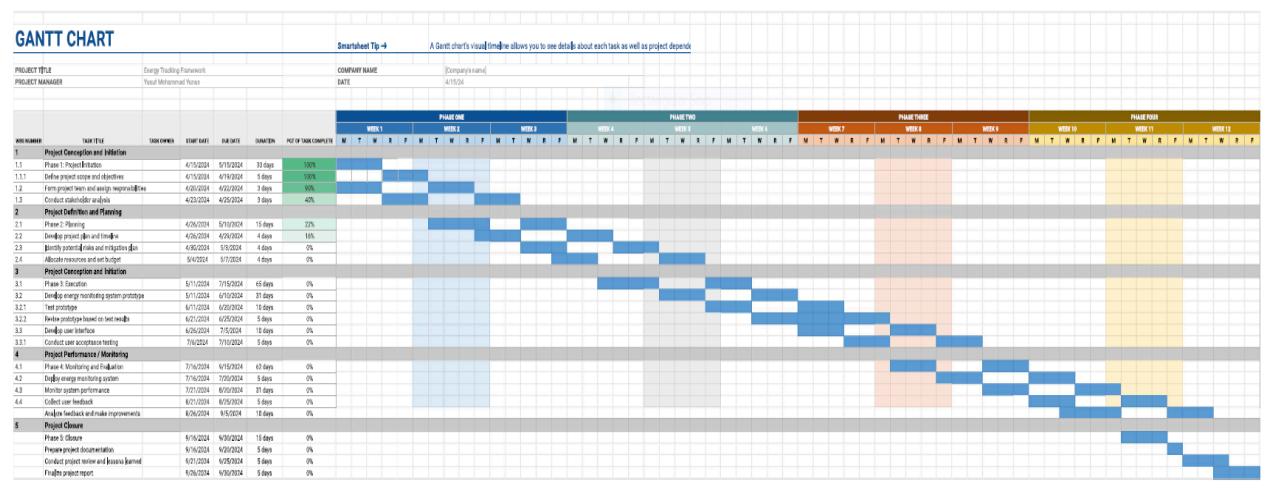 GANTT CHART
Smartsheet Tip → A Gantt chart's visual timeline allows you to see details about each task as well as project depende
PROJECT TITLE Energy Tracking Framework COMPANY NAME [Company's name]
PROJECT MANAGER Yusuf Mohammad Yunus DATE 4/15/24
PHASE ONE PHASE TWO PHASE THREE PHASE FOUR
WEEK 1 WEEK 2 WEEK 3 WEEK 4 WEEK 5 WEEK 6 WEEK 7 WEEK 8 WEEK 9 WEEK 10 WEEK 11 WEEK 12
WBS NUMBER TASK TITLE TASK OWNER START DATE DUE DATE DURATION PCT OF TASK COMPLETE M T W R F M T W R F M T W R F M T W R F M T W R F M T W R F M T W R F M T W R F M T W R F M T W R F M T W R F M T W R F
1 Project Conception and Initiation
1.1 Phase 1: Project Initiation 4/15/2024 5/15/2024 30 days 100%
1.1.1 Define project scope and objectives 4/15/2024 4/19/2024 5 days 100%
1.2 Form project team and assign responsibilities 4/20/2024 4/22/2024 3 days 90%
1.3 Conduct stakeholder analysis 4/23/2024 4/25/2024 3 days 40%
2 Project Definition and Planning
2.1 Phase 2: Planning 4/26/2024 5/10/2024 15 days 22%
2.2 Develop project plan and timeline 4/26/2024 4/29/2024 4 days 16%
2.3 Identify potential risks and mitigation plan 4/30/2024 5/3/2024 4 days 0%
2.4 Allocate resources and set budget 5/4/2024 5/7/2024 4 days 0%
3 Project Conception and Initiation
3.1 Phase 3: Execution 5/11/2024 7/15/2024 65 days 0%
3.2 Develop energy monitoring system prototype 5/11/2024 6/10/2024 31 days 0%
3.2.1 Test prototype 6/11/2024 6/20/2024 10 days 0%
3.2.2 Revise prototype based on test results 6/21/2024 6/25/2024 5 days 0%
3.3 Develop user interface 6/26/2024 7/5/2024 10 days 0%
3.3.1 Conduct user acceptance testing 7/6/2024 7/10/2024 5 days 0%
4 Project Performance / Monitoring
4.1 Phase 4: Monitoring and Evaluation 7/16/2024 9/15/2024 62 days 0%
4.2 Deploy energy monitoring system 7/16/2024 7/20/2024 5 days 0%
4.3 Monitor system performance 7/21/2024 8/20/2024 31 days 0%
4.4 Collect user feedback 8/21/2024 8/25/2024 5 days 0%
Analyze feedback and make improvements 8/26/2024 9/5/2024 10 days 0%
5 Project Closure
Phase 5: Closure 9/16/2024 9/30/2024 15 days 0%
Prepare project documentation 9/16/2024 9/20/2024 5 days 0%
Conduct project review and lessons learned 9/21/2024 9/25/2024 5 days 0%
Finalize project report 9/26/2024 9/30/2024 5 days 0%